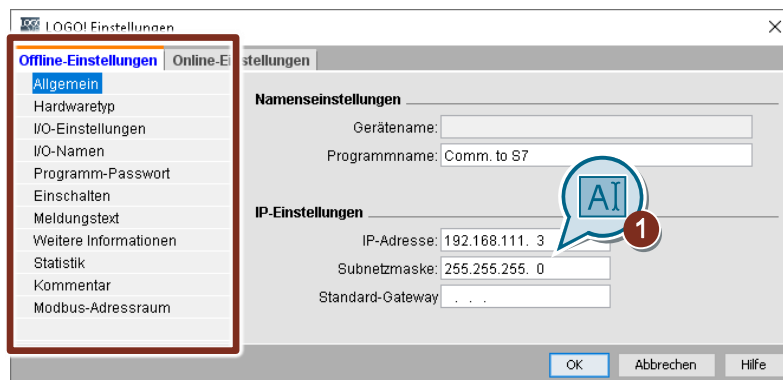 LOGO! Einstellungen
Offline-Einstellungen Online-Einstellungen
Allgemein
Hardwaretyp
I/O-Einstellungen
I/O-Namen
Programm-Passwort
Einschalten
Meldungstext
Weitere Informationen
Statistik
Kommentar
Modbus-Adressraum
Namenseinstellungen
Gerätename:
Programmname: Comm. to S7
IP-Einstellungen
IP-Adresse: 192.168.111. 3
Subnetzmaske: 255.255.255. 0
Standard-Gateway . . .
A
1
OK Abbrechen Hilfe